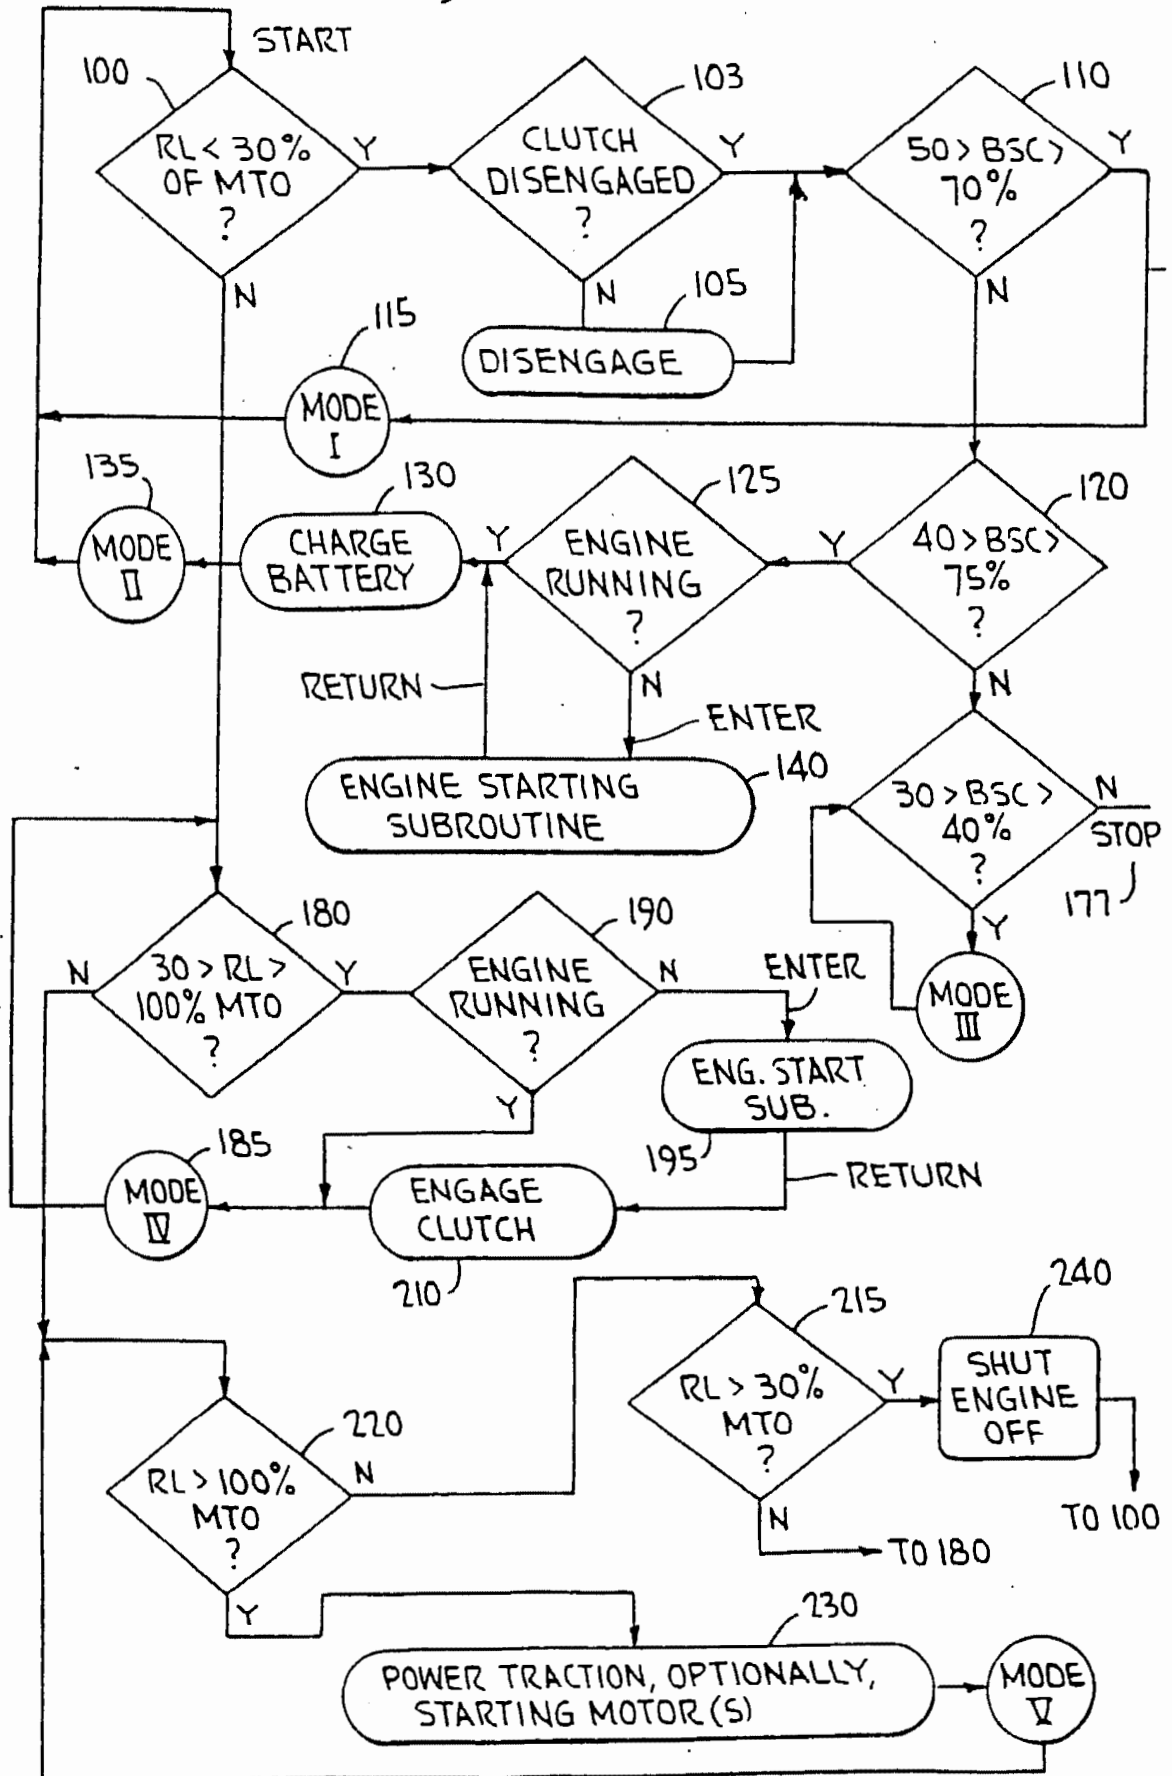 START
100
RL < 30%
OF MTO
?
Y
N
103
CLUTCH
DISENGAGED
?
Y
N
110
50 > BSC >
70%
?
Y
N
105
DISENGAGE
115
MODE
I
135
MODE
II
130
CHARGE
BATTERY
Y
125
ENGINE
RUNNING
?
N
Y
120
40 > BSC >
75%
?
N
RETURN
ENTER
140
ENGINE STARTING
SUBROUTINE
30 > BSC >
40%
?
N
STOP
177
Y
MODE
III
180
N
30 > RL >
100% MTO
?
Y
190
ENGINE
RUNNING
?
N
Y
ENTER
ENG. START
SUB.
195
RETURN
185
MODE
IV
ENGAGE
CLUTCH
210
215
RL > 30%
MTO
?
Y
N
240
SHUT
ENGINE
OFF
TO 100
TO 180
220
RL > 100%
MTO
?
N
Y
230
POWER TRACTION, OPTIONALLY,
STARTING MOTOR(S)
MODE
V